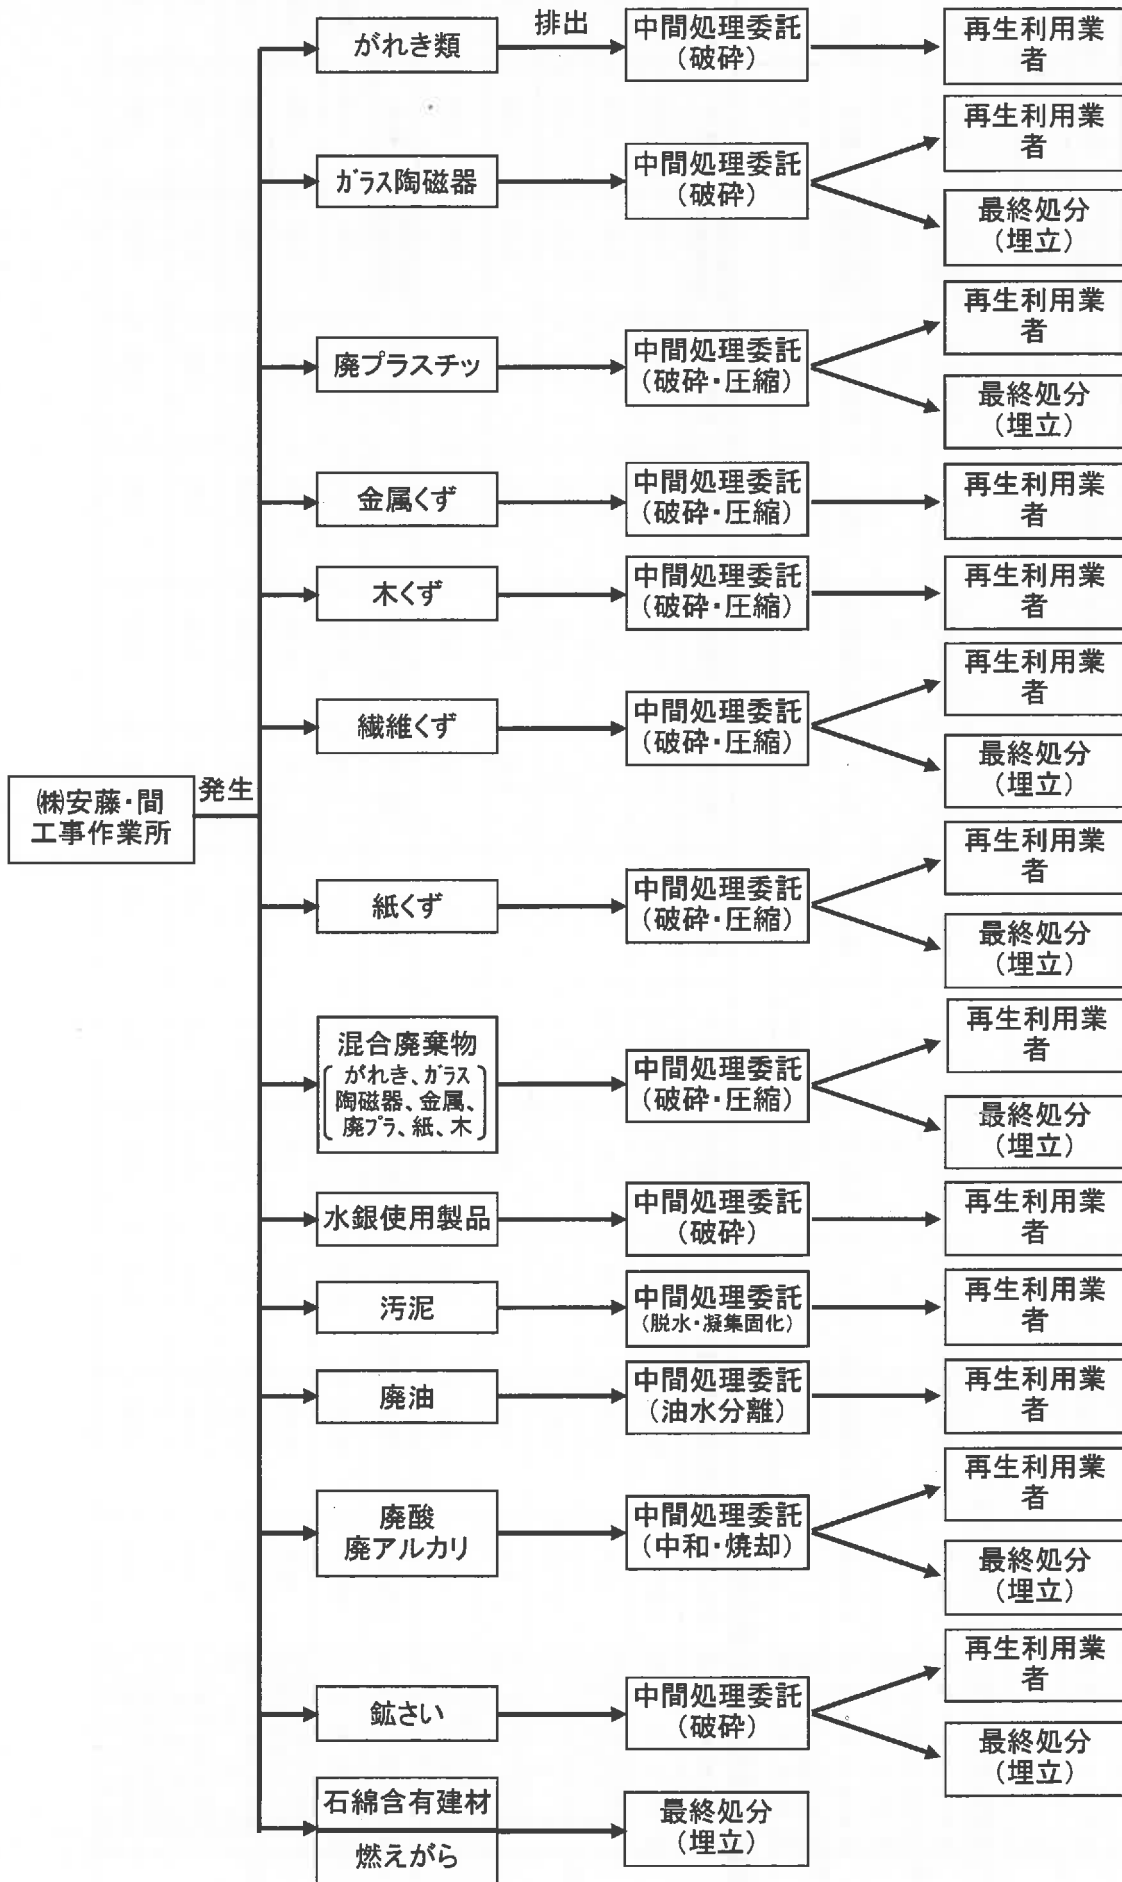 がれき類
排出
中間処理委託
（破砕）
再生利用業
者
ガラス陶磁器
中間処理委託
（破砕）
再生利用業
者
最終処分
（埋立）
廃プラスチッ
中間処理委託
（破砕・圧縮）
再生利用業
者
最終処分
（埋立）
金属くず
中間処理委託
（破砕・圧縮）
再生利用業
者
木くず
中間処理委託
（破砕・圧縮）
再生利用業
者
繊維くず
中間処理委託
（破砕・圧縮）
再生利用業
者
最終処分
（埋立）
㈱安藤・間
工事作業所
発生
紙くず
中間処理委託
（破砕・圧縮）
再生利用業
者
最終処分
（埋立）
混合廃棄物
がれき、ガラス
陶磁器、金属、
廃プラ、紙、木
中間処理委託
（破砕・圧縮）
再生利用業
者
最終処分
（埋立）
水銀使用製品
中間処理委託
（破砕）
再生利用業
者
汚泥
中間処理委託
（脱水・凝集固化）
再生利用業
者
廃油
中間処理委託
（油水分離）
再生利用業
者
廃酸
廃アルカリ
中間処理委託
（中和・焼却）
再生利用業
者
最終処分
（埋立）
鉱さい
中間処理委託
（破砕）
再生利用業
者
最終処分
（埋立）
石綿含有建材
燃えがら
最終処分
（埋立）